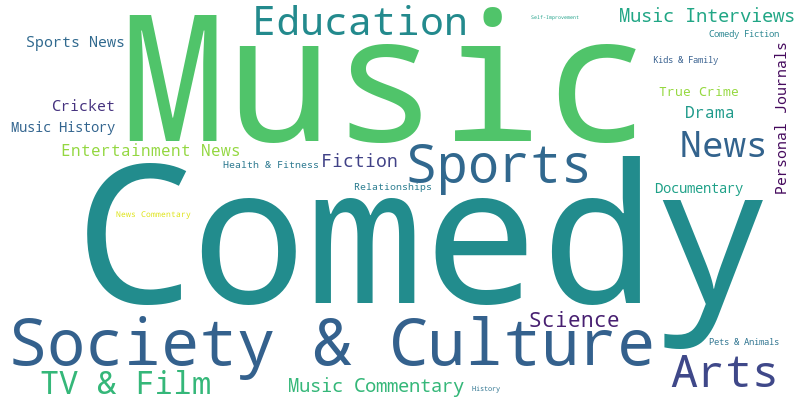 Music
Education
Self-Improvement
Music Interviews
Comedy Fiction
Sports News
Kids & Family
Personal Journals
True Crime
Cricket
Drama
Music History
News
Entertainment News
Sports
Fiction
Health & Fitness
Relationships
Documentary
Comedy
News Commentary
Science
Society & Culture
Pets & Animals
Arts
TV & Film
Music Commentary
History